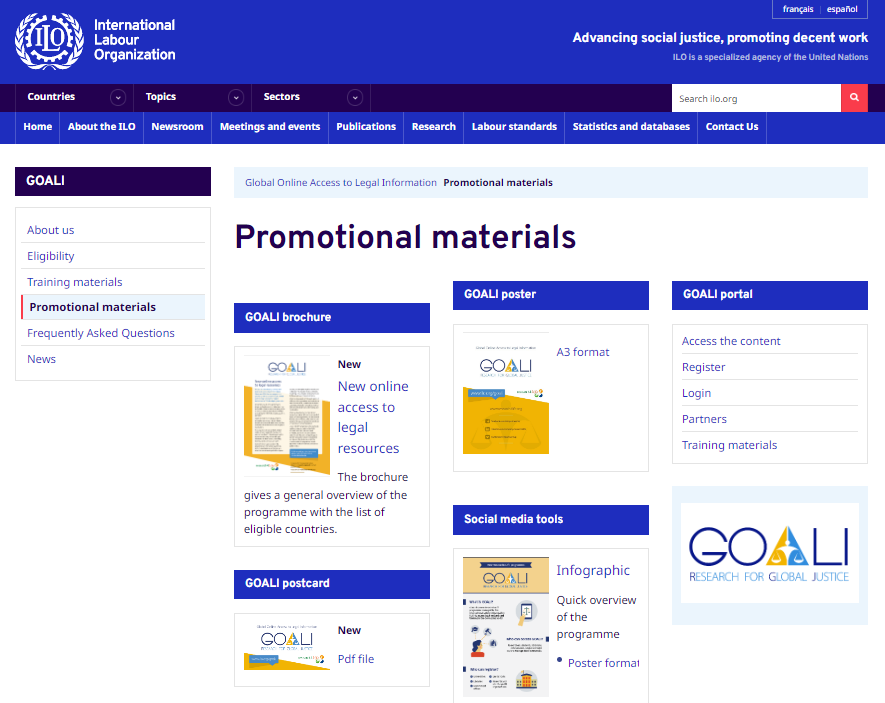 français
español
International
Labour
Organization
Advancing social justice, promoting decent work
ILO is a specialized agency of the United Nations
Countries
Topics
Sectors
Search ilo.org
Home
About the ILO
Newsroom
Meetings and events
Publications
Research
Labour standards
Statistics and databases
Contact Us
GOALI
About us
Eligibility
Training materials
Promotional materials
Frequently Asked Questions
News
Global Online Access to Legal Information Promotional materials
Promotional materials
GOALI brochure
GOALI
New
New online
access to
legal
resources
The brochure
gives a general overview of the
programme with the list of
eligible countries.
GOALI postcard
GOALI
New
Pdf file
GOALI poster
GOALI
A3 format
Social media tools
GOALI
Infographic
Quick overview
of the
programme
Poster format
GOALI portal
Access the content
Register
Login
Partners
Training materials
GOALI
RESEARCH FOR GLOBAL JUSTICE